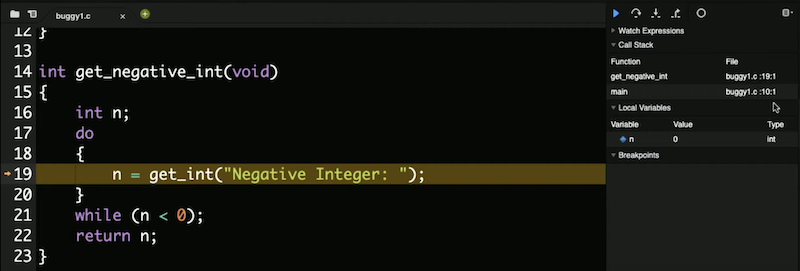 buggy1.c
12 }
13
14 int get_negative_int(void)
15 {
16     int n;
17     do
18     {
19         n = get_int("Negative Integer: ");
20     }
21     while (n < 0);
22     return n;
23 }
Watch Expressions
Call Stack
Function File
get_negative_int buggy1.c :19:1
main buggy1.c :10:1
Local Variables
Variable Value Type
n 0 int
Breakpoints